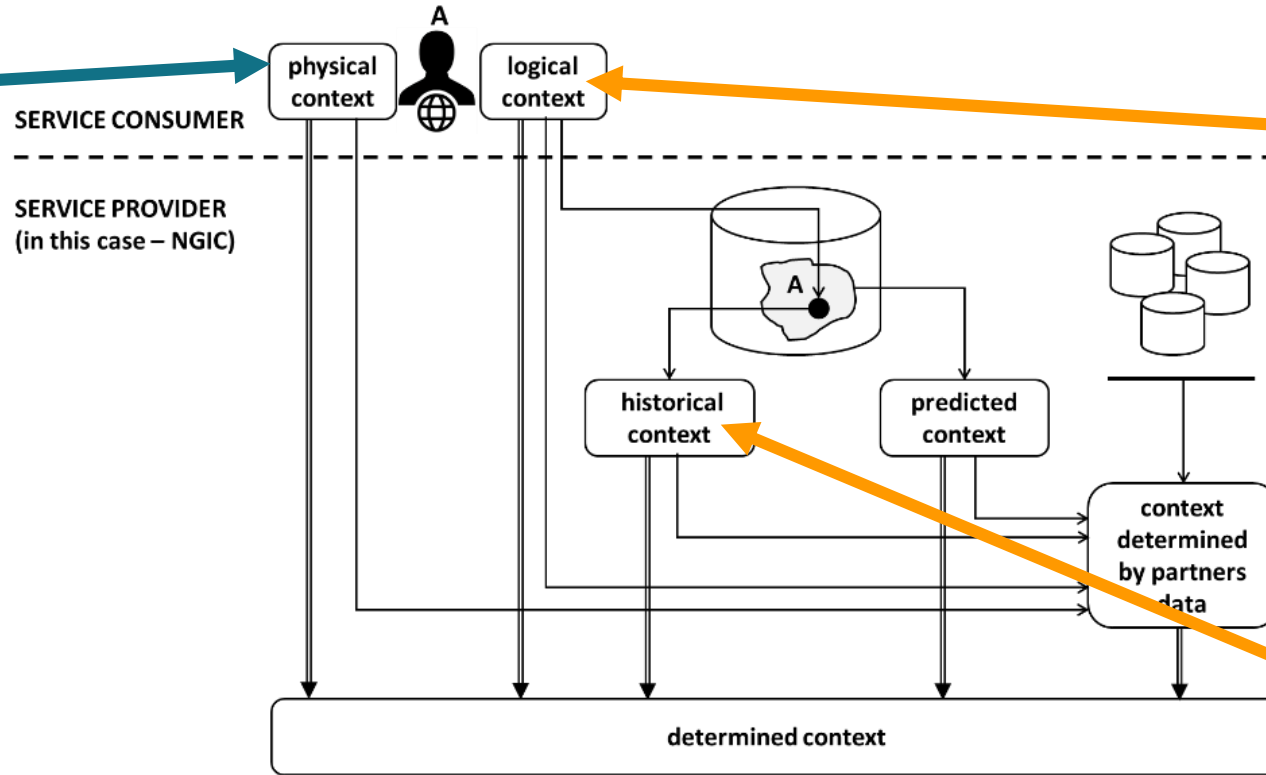 A
physical
context
logical
context
SERVICE CONSUMER
SERVICE PROVIDER
(in this case – NGIC)
A
historical
context
predicted
context
context
determined
by partners
data
determined context